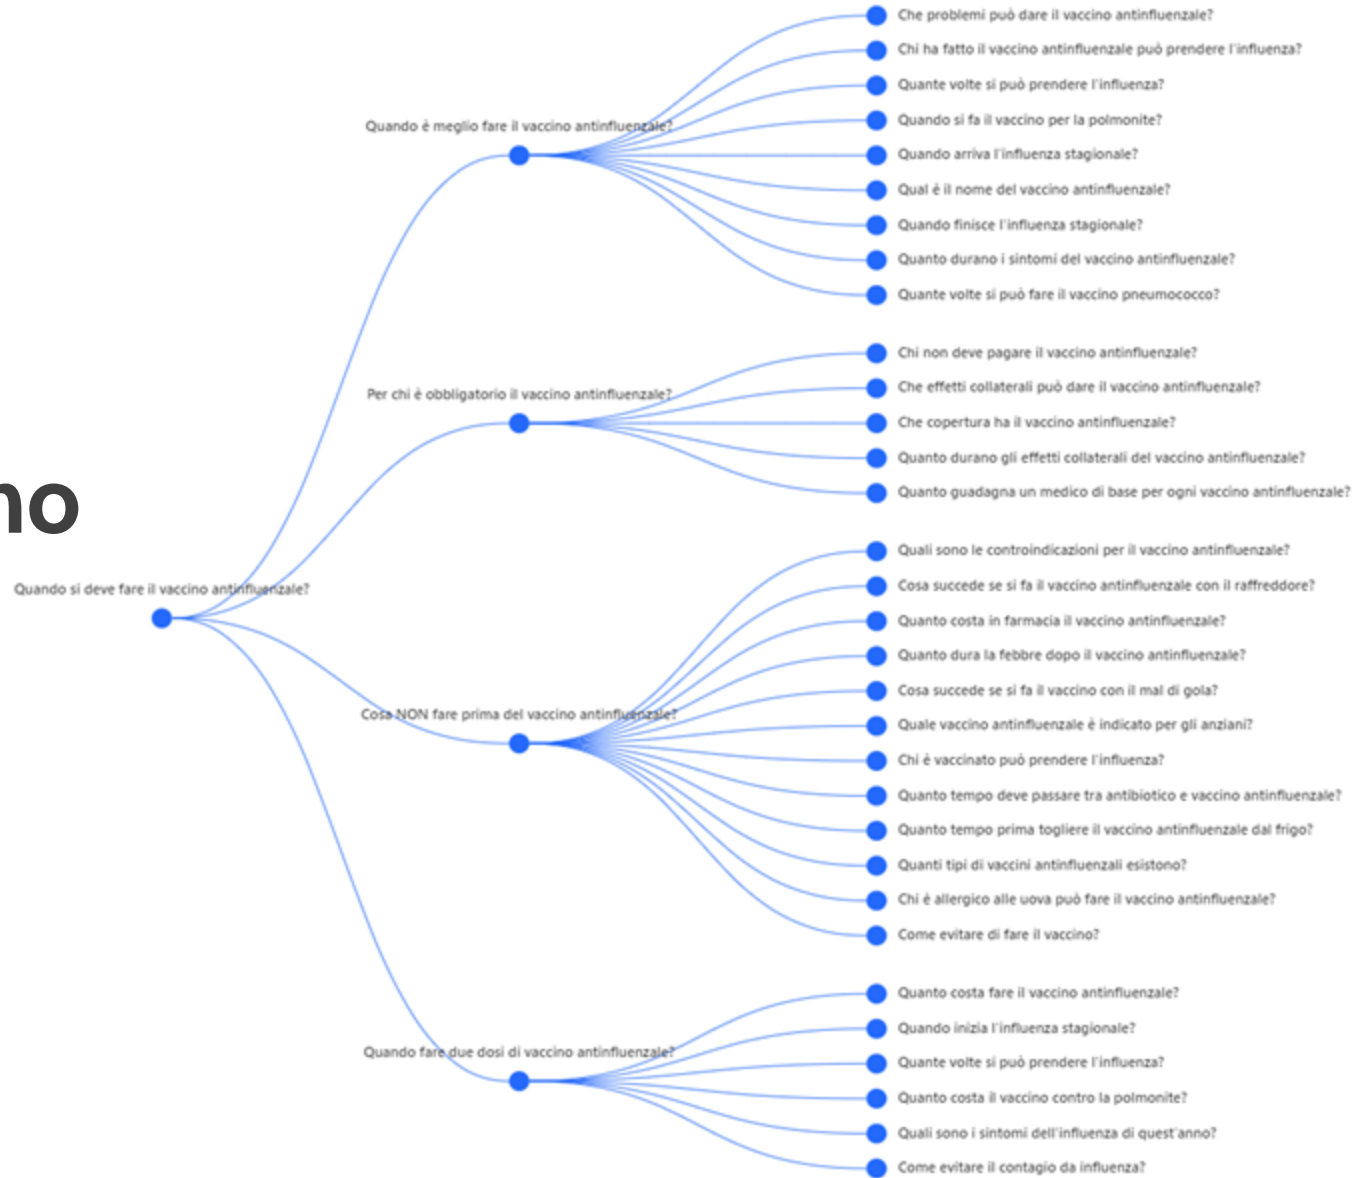 no
Quando si deve fare il vaccino antinfluenzale?
Quando è meglio fare il vaccino antinfluenzale?
Che problemi può dare il vaccino antinfluenzale?
Chi ha fatto il vaccino antinfluenzale può prendere l'influenza?
Quante volte si può prendere l'influenza?
Quando si fa il vaccino per la polmonite?
Quando arriva l'influenza stagionale?
Qual è il nome del vaccino antinfluenzale?
Quando finisce l'influenza stagionale?
Quanto durano i sintomi del vaccino antinfluenzale?
Quante volte si può fare il vaccino pneumococco?
Per chi è obbligatorio il vaccino antinfluenzale?
Chi non deve pagare il vaccino antinfluenzale?
Che effetti collaterali può dare il vaccino antinfluenzale?
Che copertura ha il vaccino antinfluenzale?
Quanto durano gli effetti collaterali del vaccino antinfluenzale?
Quanto guadagna un medico di base per ogni vaccino antinfluenzale?
Cosa NON fare prima del vaccino antinfluenzale?
Quali sono le controindicazioni per il vaccino antinfluenzale?
Cosa succede se si fa il vaccino antinfluenzale con il raffreddore?
Quanto costa in farmacia il vaccino antinfluenzale?
Quanto dura la febbre dopo il vaccino antinfluenzale?
Cosa succede se si fa il vaccino con il mal di gola?
Quale vaccino antinfluenzale è indicato per gli anziani?
Chi è vaccinato può prendere l'influenza?
Quanto tempo deve passare tra antibiotico e vaccino antinfluenzale?
Quanto tempo prima togliere il vaccino antinfluenzale dal frigo?
Quanti tipi di vaccini antinfluenzali esistono?
Chi è allergico alle uova può fare il vaccino antinfluenzale?
Come evitare di fare il vaccino?
Quando fare due dosi di vaccino antinfluenzale?
Quanto costa fare il vaccino antinfluenzale?
Quando inizia l'influenza stagionale?
Quante volte si può prendere l'influenza?
Quanto costa il vaccino contro la polmonite?
Quali sono i sintomi dell'influenza di quest'anno?
Come evitare il contagio da influenza?